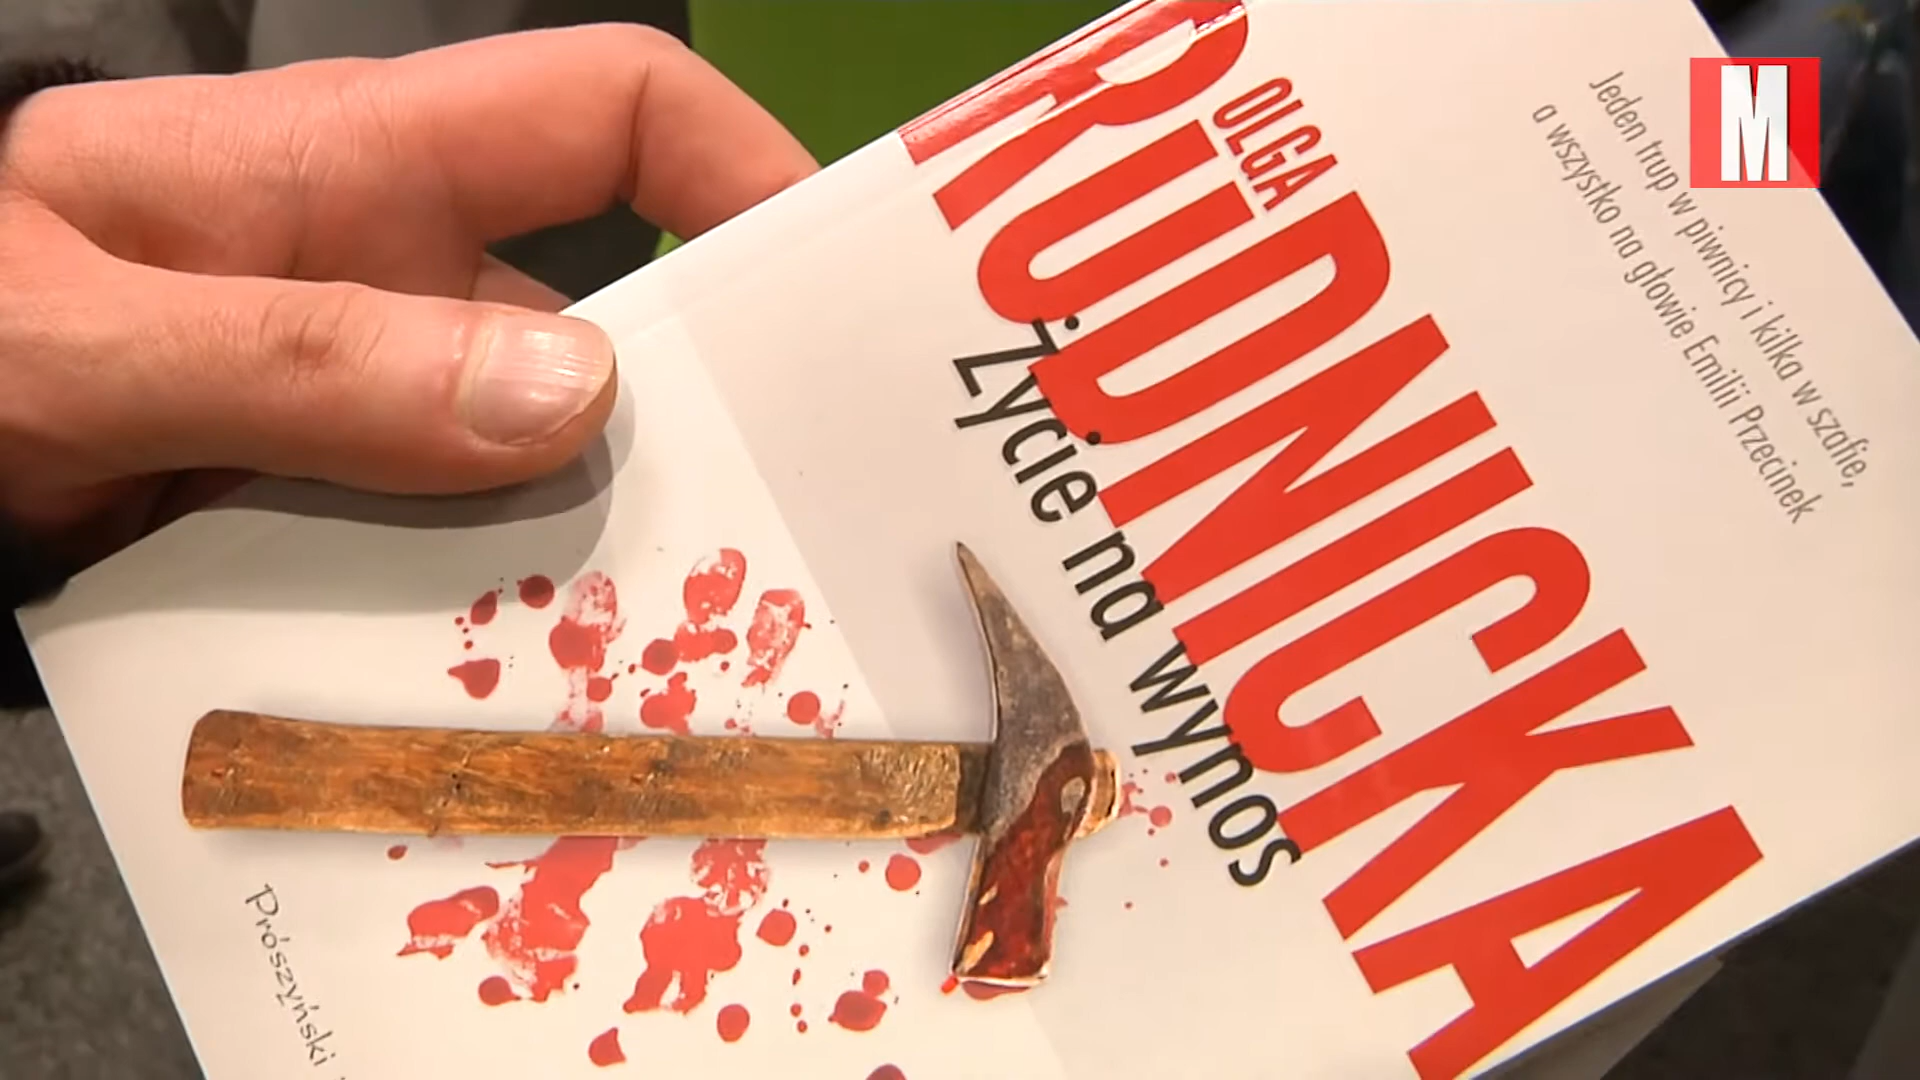 OLGA
RUDNICKA
Życie na wynos
Jeden trup w piwnicy i kilka w szafie,
a wszystko na głowie Emilii Przecinek
Prószyński
M